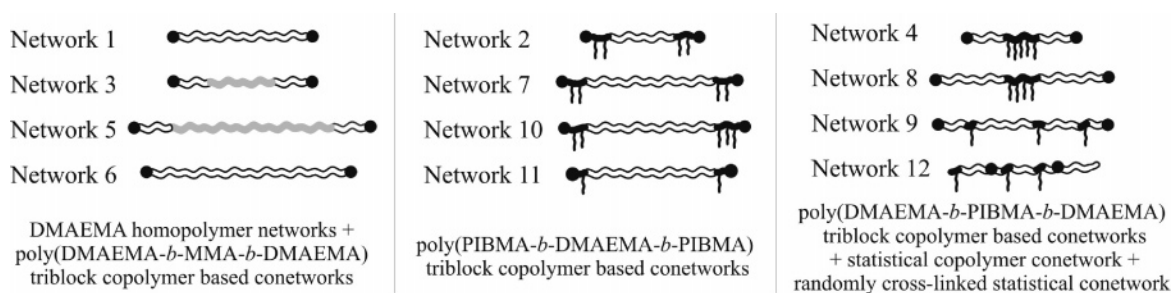 Network 1
Network 3
Network 5
Network 6
DMAEMA homopolymer networks +
poly(DMAEMA-b-MMA-b-DMAEMA)
triblock copolymer based conetworks
Network 2
Network 7
Network 10
Network 11
poly(PIBMA-b-DMAEMA-b-PIBMA)
triblock copolymer based conetworks
Network 4
Network 8
Network 9
Network 12
poly(DMAEMA-b-PIBMA-b-DMAEMA)
triblock copolymer based conetworks
+ statistical copolymer conetwork +
randomly cross-linked statistical conetwork